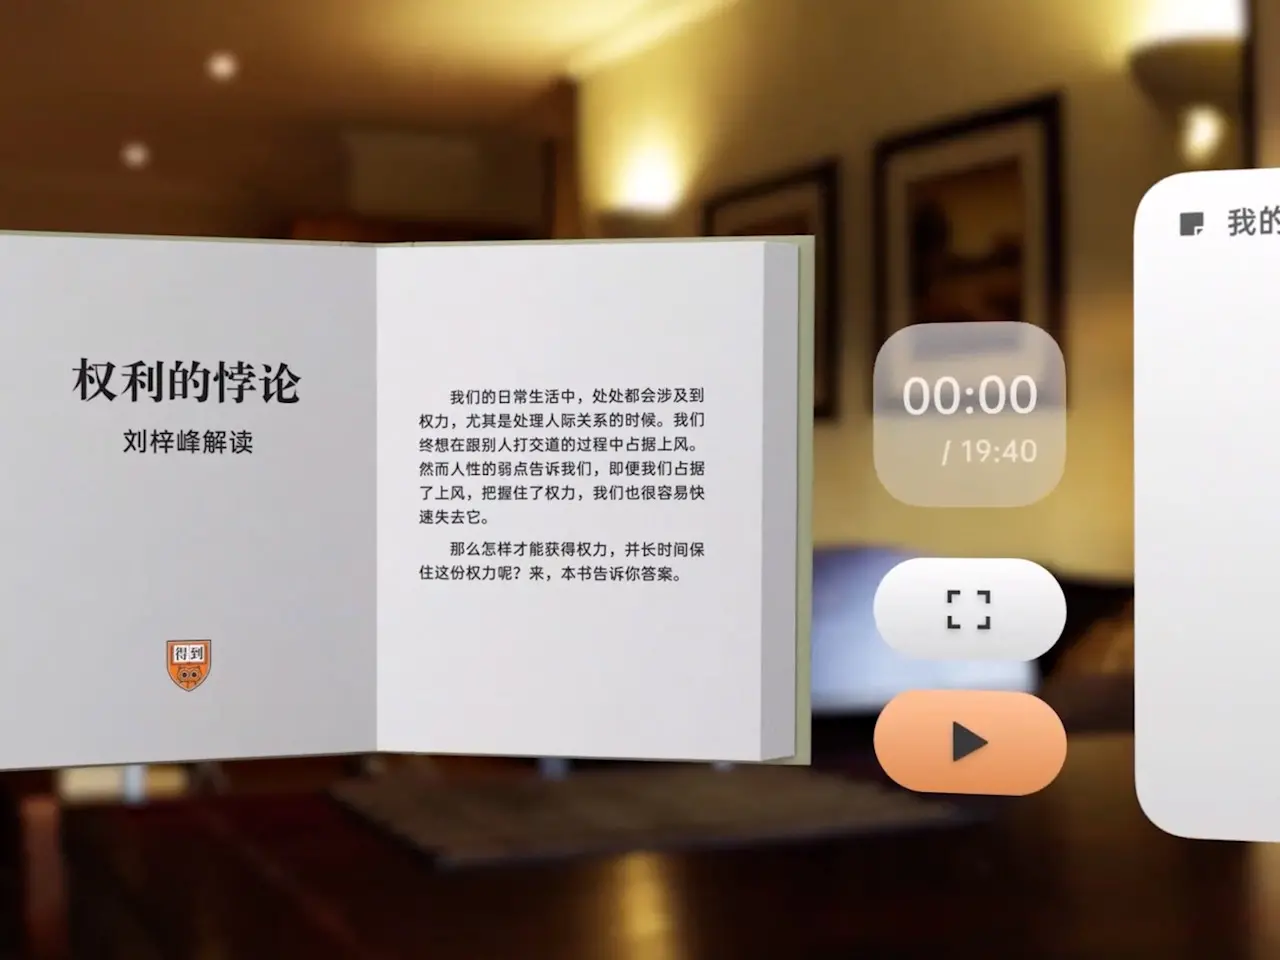 权利的悖论
刘梓峰解读
得到
我们的日常生活中，处处都会涉及到
权力，尤其是处理人际关系的时候。我们
终想在跟别人打交道的过程中占据上风。
然而人性的弱点告诉我们，即便我们占据
了上风，把握住了权力，我们也很容易快
速失去它。
那么怎样才能获得权力，并长时间保
住这份权力呢？来，本书告诉你答案。
00:00
/ 19:40
我的